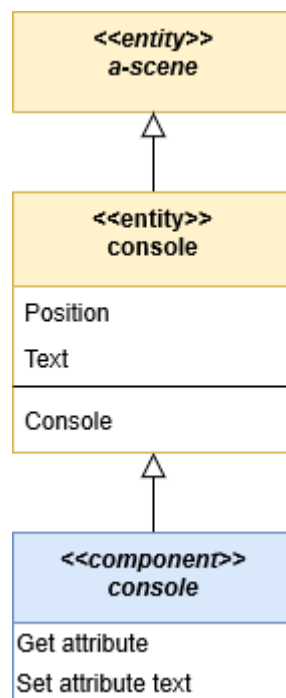 <<entity>>
a-scene
<<entity>>
console
Position
Text
Console
<<component>>
console
Get attribute
Set attribute text